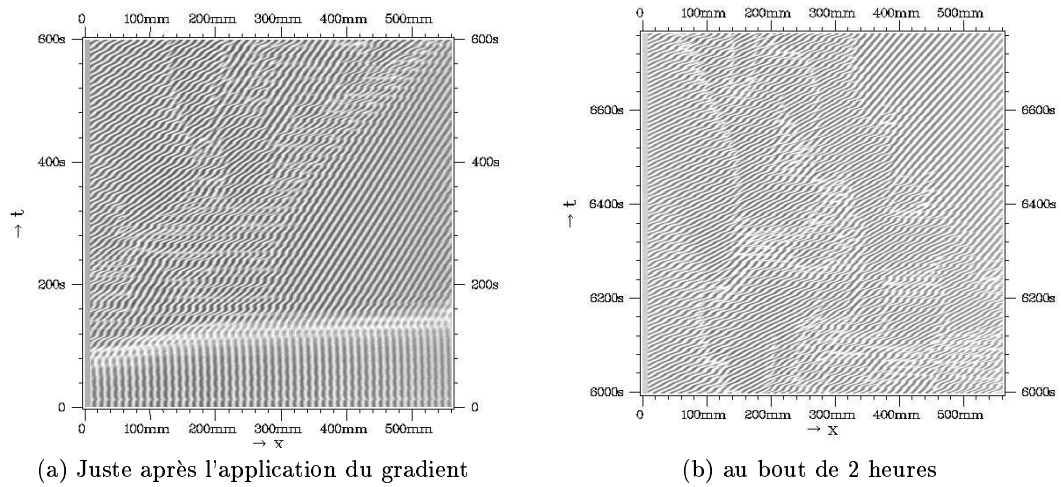 0 100mm 200mm 300mm 400mm 500mm
600s 600s
400s 400s
→ t
200s 200s
0 0
0 100mm 200mm 300mm 400mm 500mm
→ x
(a) Juste après l'application du gradient
0 100mm 200mm 300mm 400mm 500mm
6600s 6600s
6400s 6400s
→ t
6200s 6200s
6000s 6000s
0 100mm 200mm 300mm 400mm 500mm
→ x
(b) au bout de 2 heures